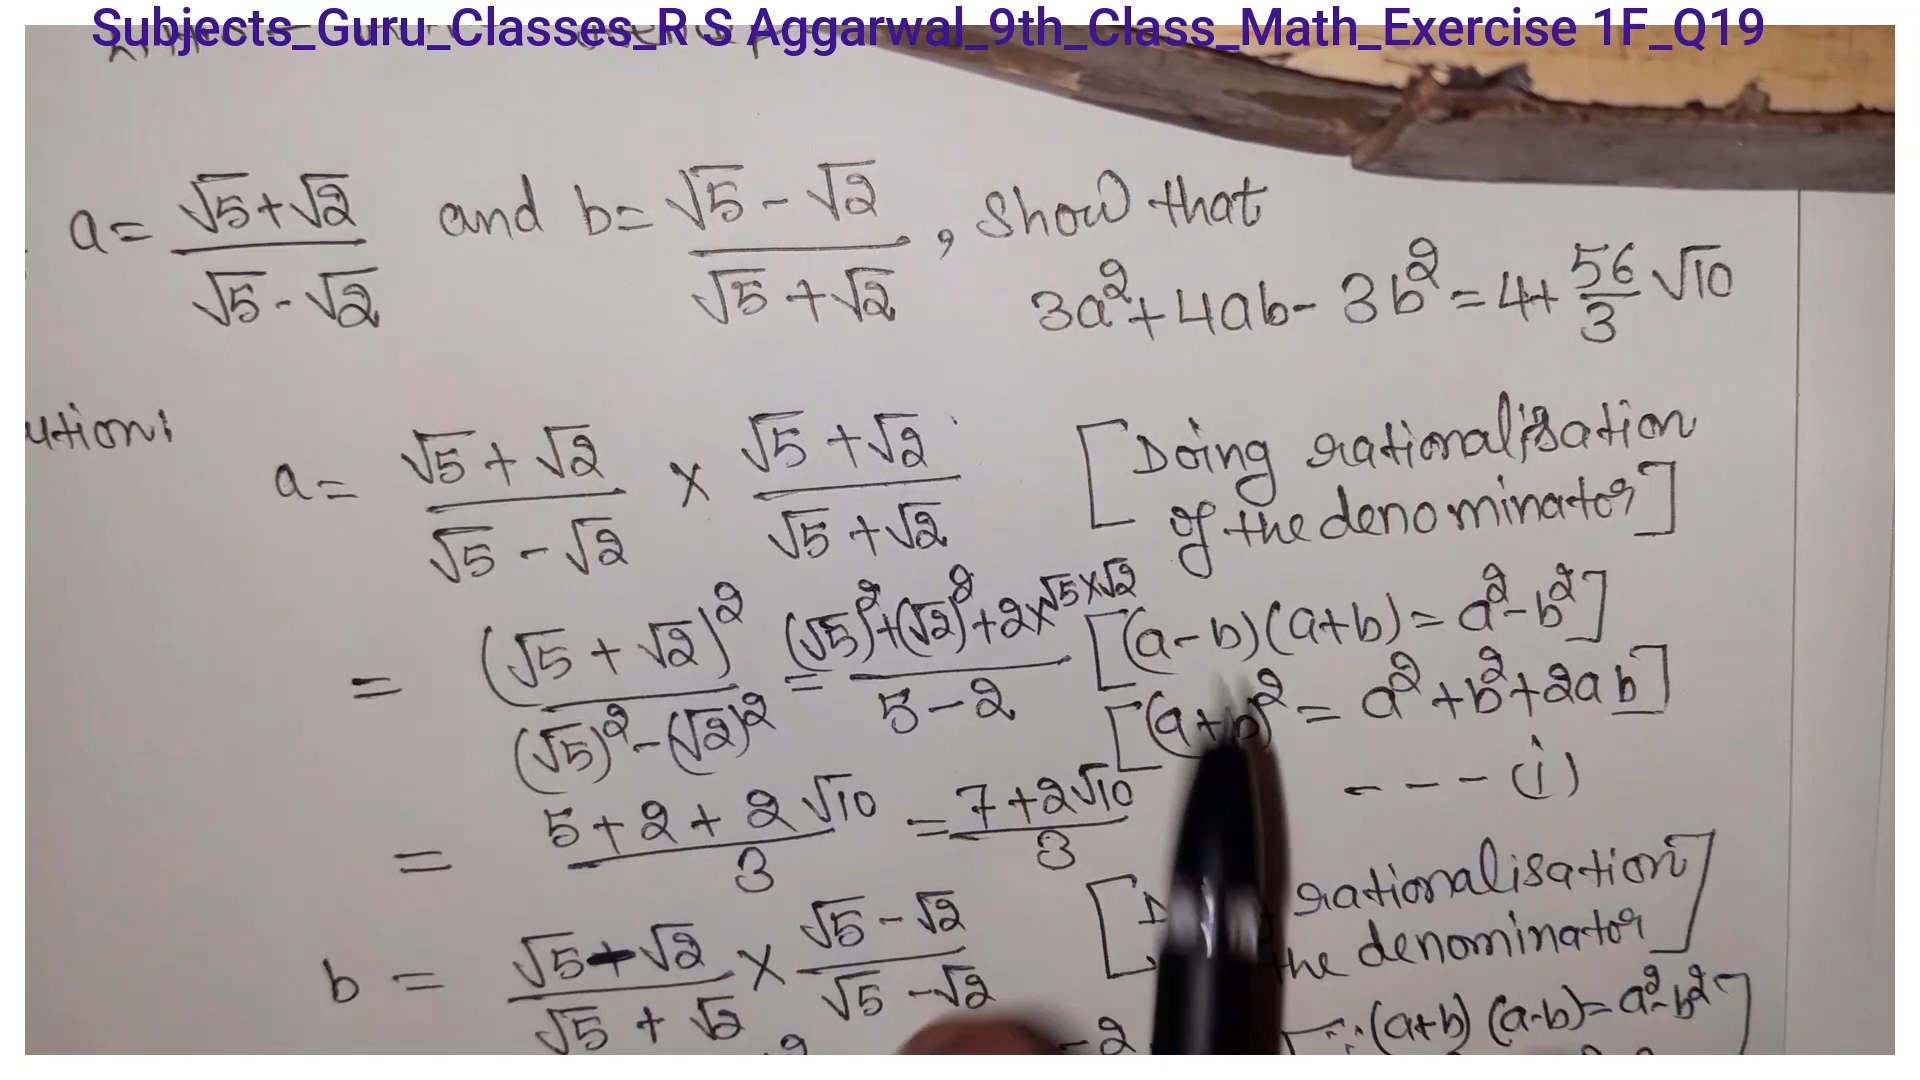 Subjects_Guru_Classes_R S Aggarwal_9th_Class_Math_Exercise 1F_Q19
a = (√5+√2)/(√5-√2) and b = (√5-√2)/(√5+√2), show that
3a²+4ab-3b² = 4+56/3 √10
ution:
a = (√5+√2)/(√5-√2) × (√5+√2)/(√5+√2) [Doing rationalisation
of the denominator]
= (√5+√2)²/((√5)²-(√2)²) = ((√5)²+(√2)²+2×√5×√2)/(5-2) [(a-b)(a+b) = a²-b²]
[(a+b)² = a²+b²+2ab]
= (5+2+2√10)/3 = (7+2√10)/3 ---(i)
b = (√5-√2)/(√5+√2) × (√5-√2)/(√5-√2) [ rationalisation
the denominator]
[∵(a+b)(a-b)=a²-b²]